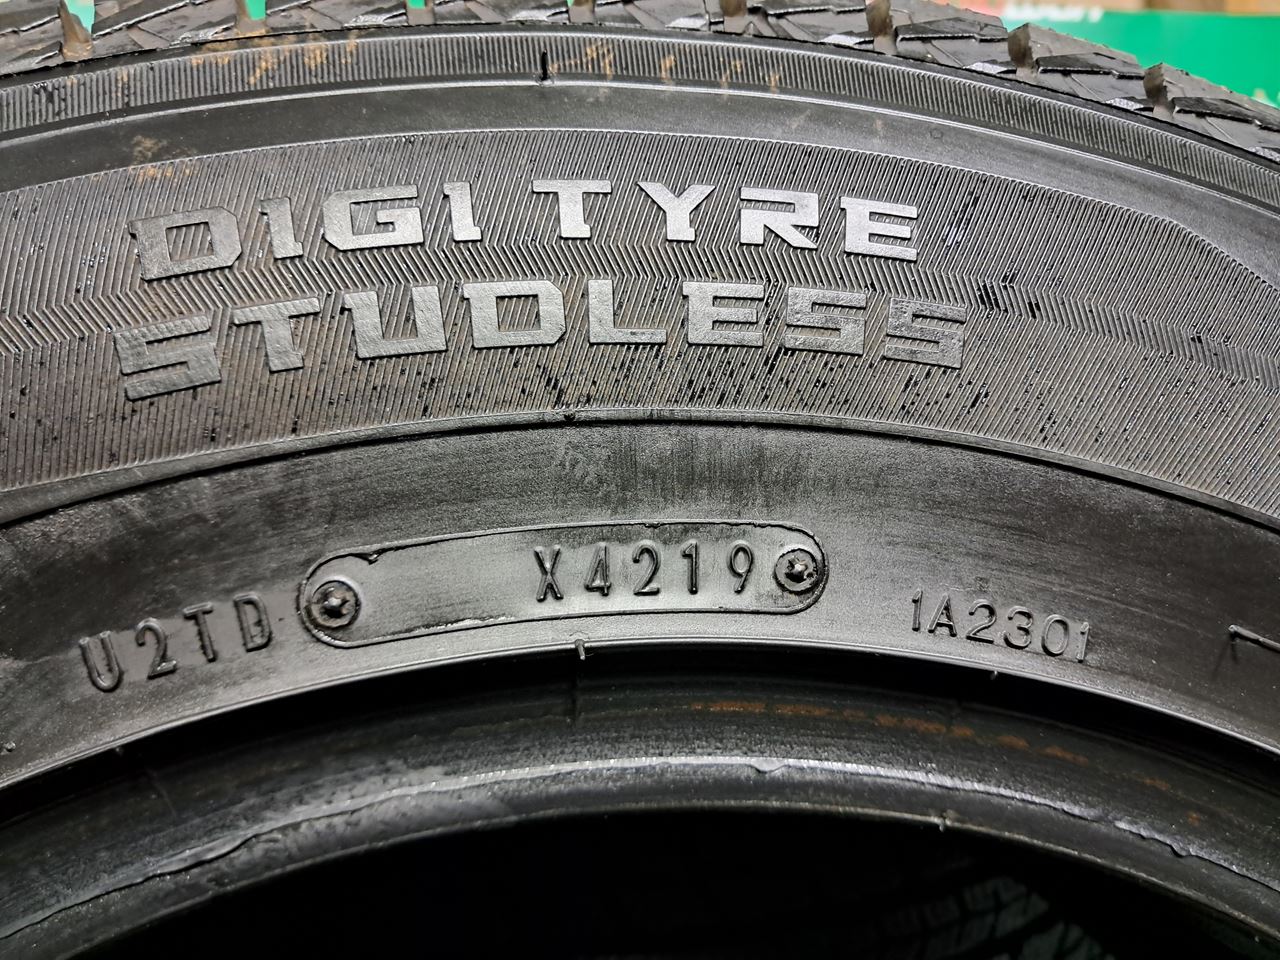 DIGI TYRE
STUDLESS
U2TD X4219 1A2301